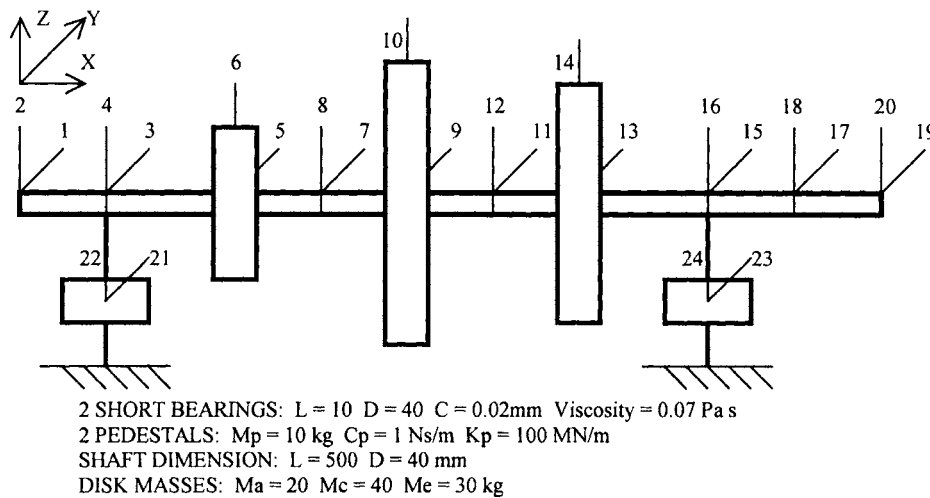 Z
Y
X
2 1 4 3 6 5 8 7 10 9 12 11 14 13 16 15 18 17 20 19
22 21 24 23
2 SHORT BEARINGS: L = 10 D = 40 C = 0.02mm Viscosity = 0.07 Pa s
2 PEDESTALS: Mp = 10 kg Cp = 1 Ns/m Kp = 100 MN/m
SHAFT DIMENSION: L = 500 D = 40 mm
DISK MASSES: Ma = 20 Mc = 40 Me = 30 kg